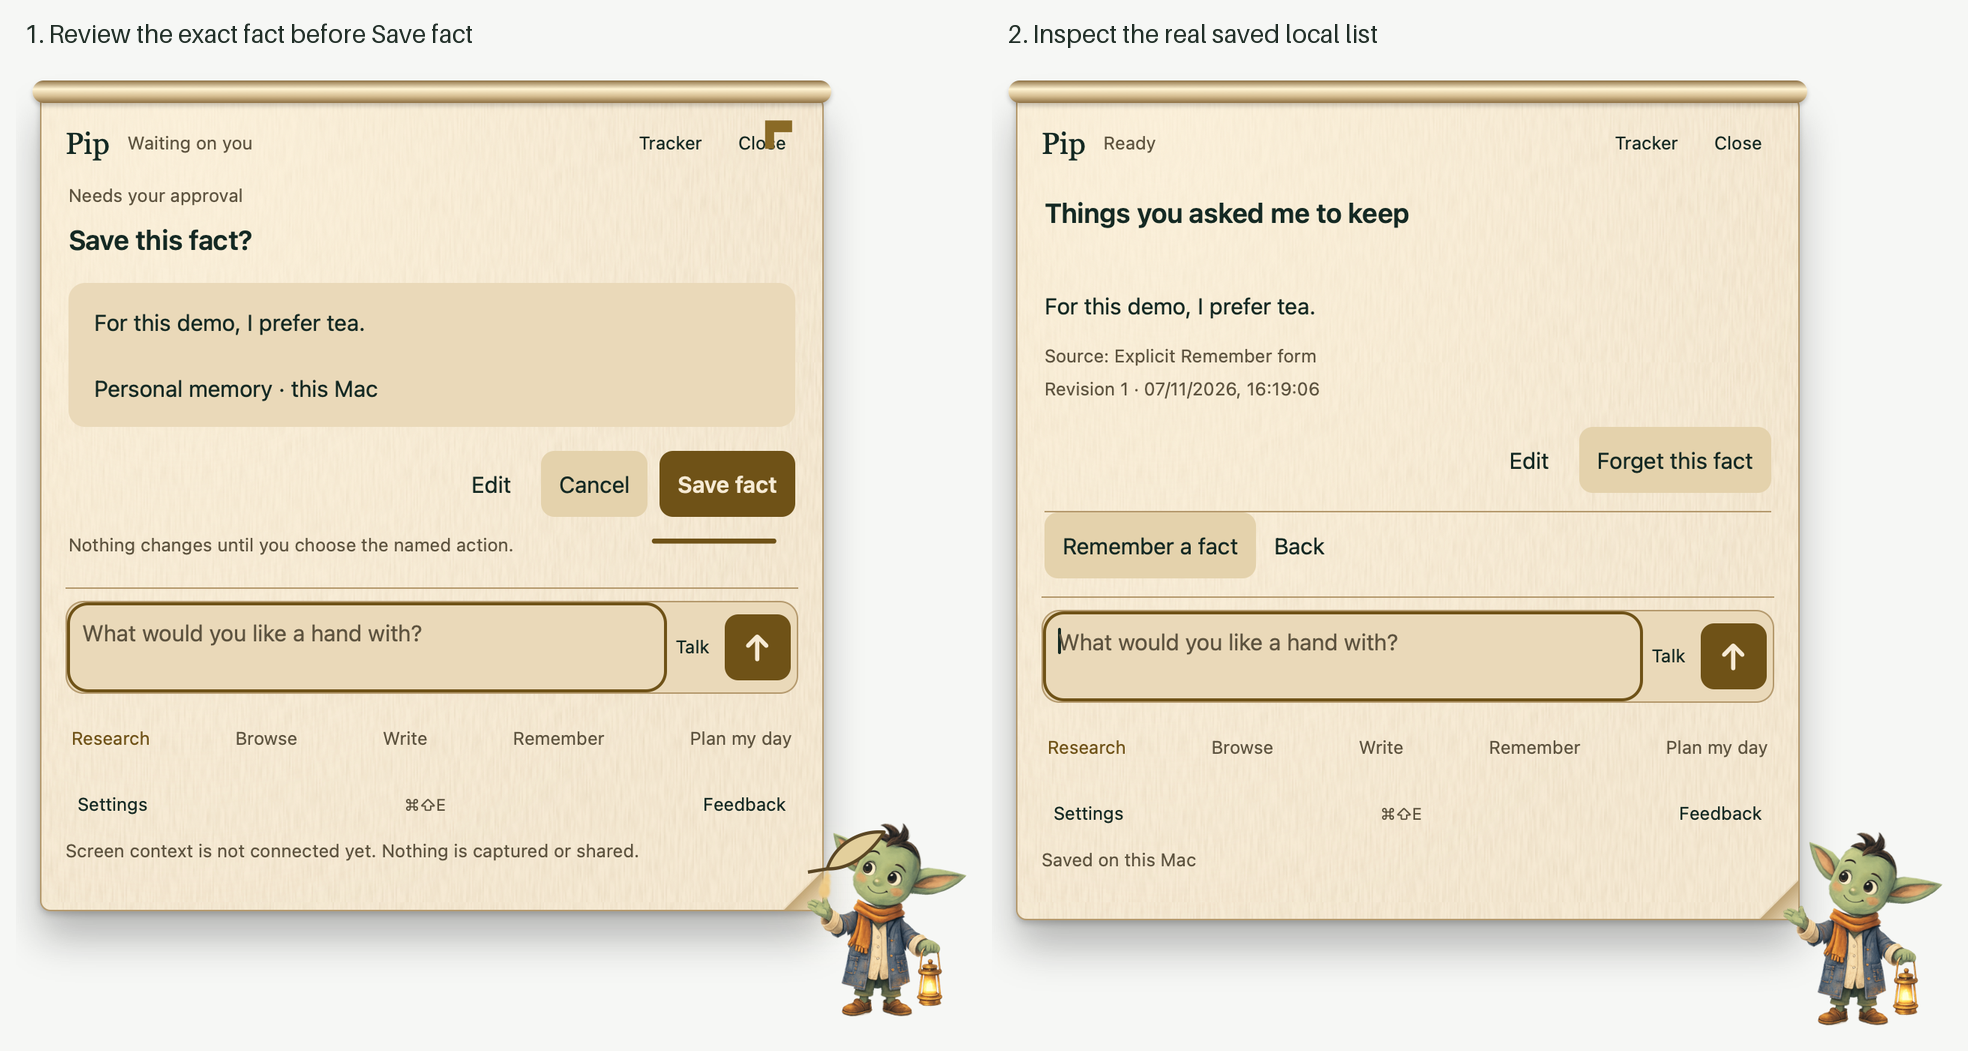 1. Review the exact fact before Save fact
Pip Waiting on you Tracker Close
Needs your approval
Save this fact?
For this demo, I prefer tea.
Personal memory · this Mac
Edit Cancel Save fact
Nothing changes until you choose the named action.
What would you like a hand with?
Talk
Research Browse Write Remember Plan my day
Settings ⌘⇧E Feedback
Screen context is not connected yet. Nothing is captured or shared.
2. Inspect the real saved local list
Pip Ready Tracker Close
Things you asked me to keep
For this demo, I prefer tea.
Source: Explicit Remember form
Revision 1 · 07/11/2026, 16:19:06
Edit Forget this fact
Remember a fact Back
What would you like a hand with?
Talk
Research Browse Write Remember Plan my day
Settings ⌘⇧E Feedback
Saved on this Mac